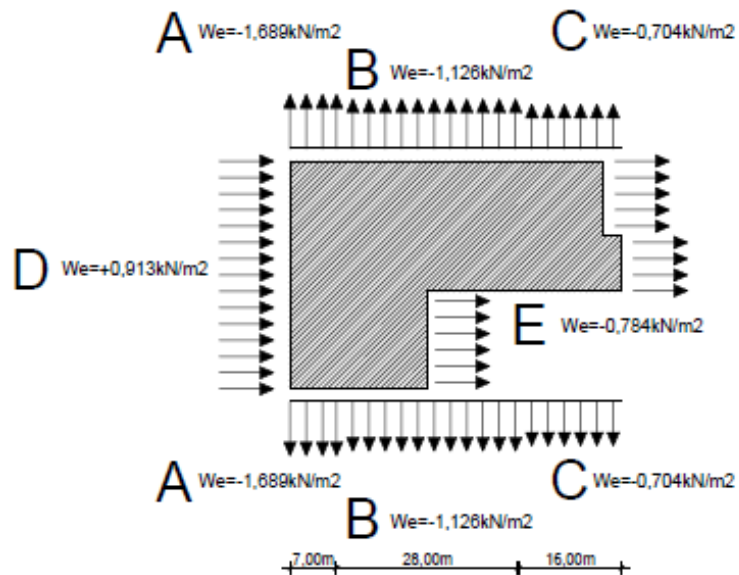 A We=-1,689kN/m2
C We=-0,704kN/m2
B We=-1,126kN/m2
D We=+0,913kN/m2
E We=-0,784kN/m2
A We=-1,689kN/m2
C We=-0,704kN/m2
B We=-1,126kN/m2
7,00m 28,00m 16,00m